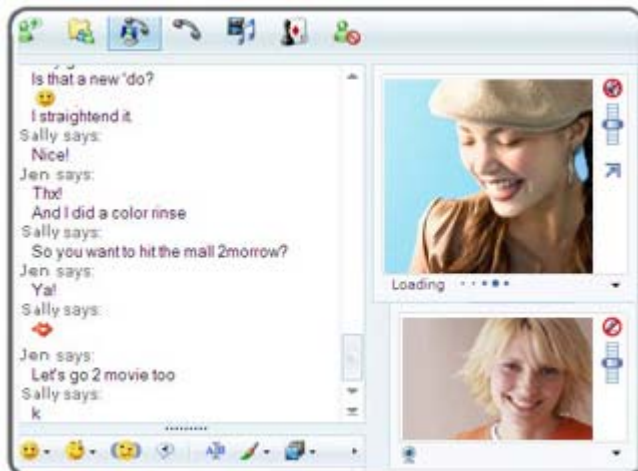 Is that a new 'do?
I straightend it.
Sally says:
Nice!
Jen says:
Thx!
And I did a color rinse
Sally says:
So you want to hit the mall 2morrow?
Jen says:
Ya!
Sally says:
Jen says:
Let's go 2 movie too
Sally says:
k
Loading